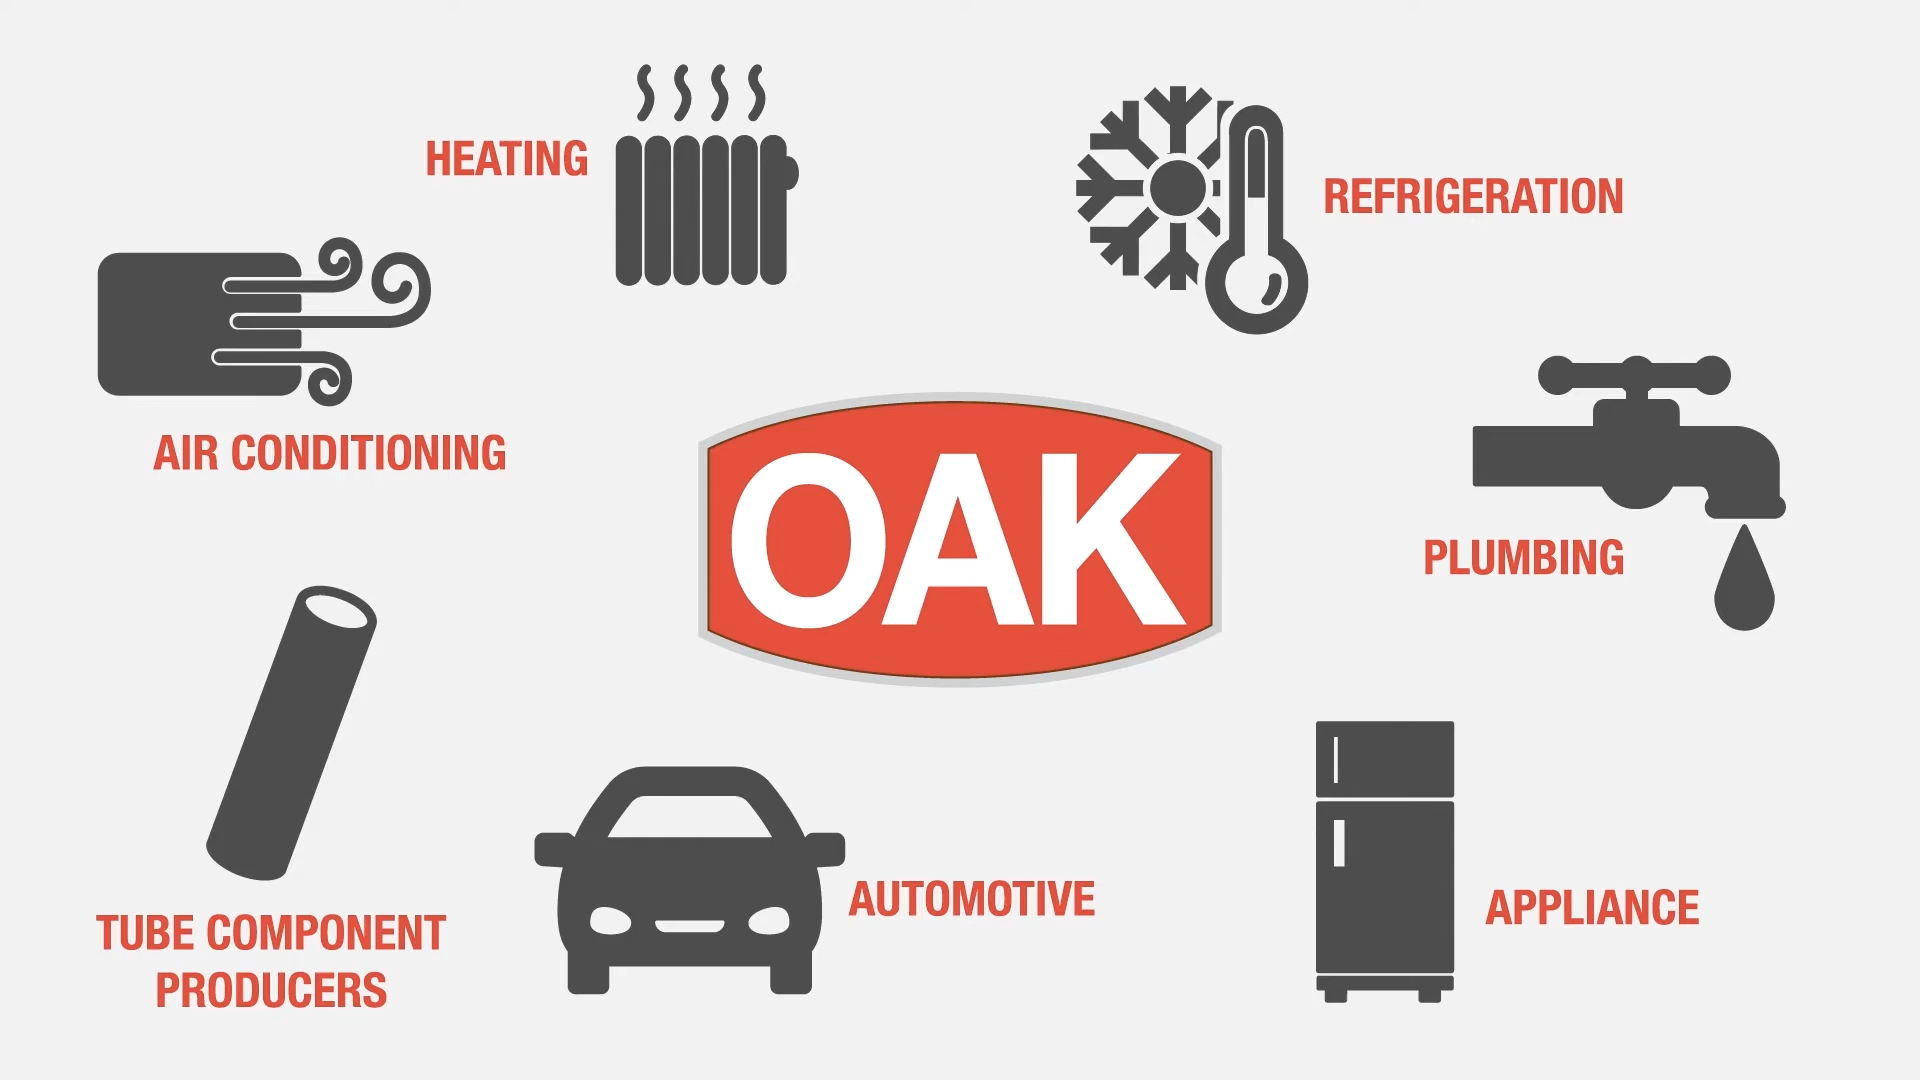 HEATING
REFRIGERATION
AIR CONDITIONING
OAK
PLUMBING
TUBE COMPONENT
PRODUCERS
AUTOMOTIVE
APPLIANCE